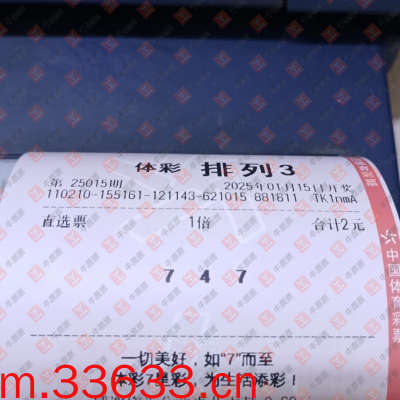 体彩 排列3
第 25015期 2025年01月15日开奖
110210-155161-121143-621015 881811 TK1nmA
直选票 1倍 合计2元
7 4 7
一切美好，如“7”而至
体彩7星彩，为生活添彩！
中国体育彩票
m.33633.cn